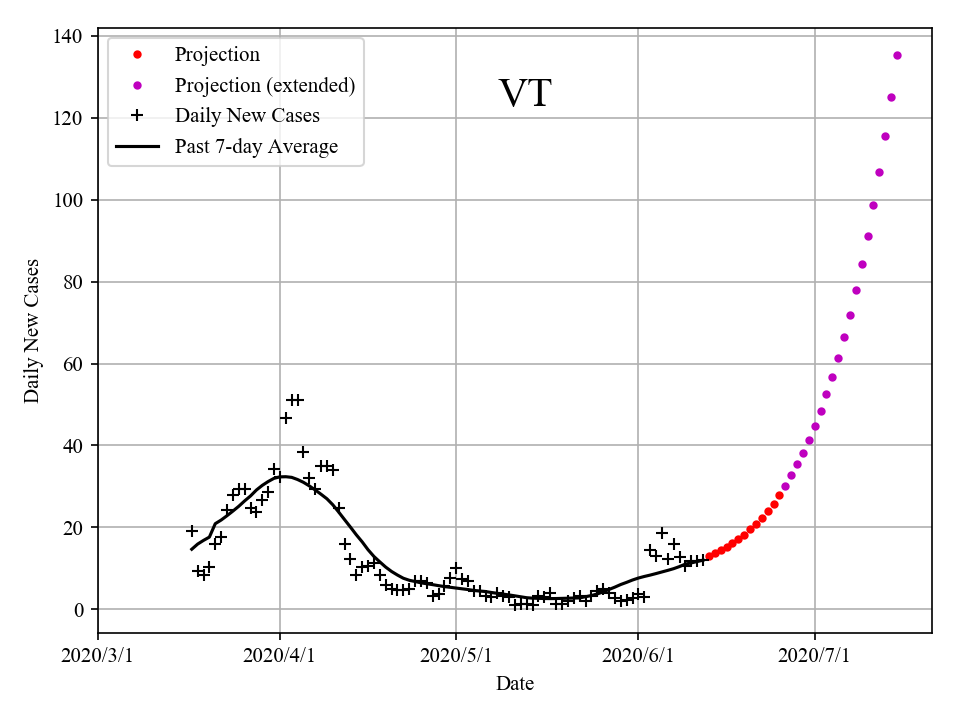 140
120
100
80
60
40
20
0
Daily New Cases
Projection
Projection (extended)
Daily New Cases
Past 7-day Average
VT
2020/3/1 2020/4/1 2020/5/1 2020/6/1 2020/7/1
Date